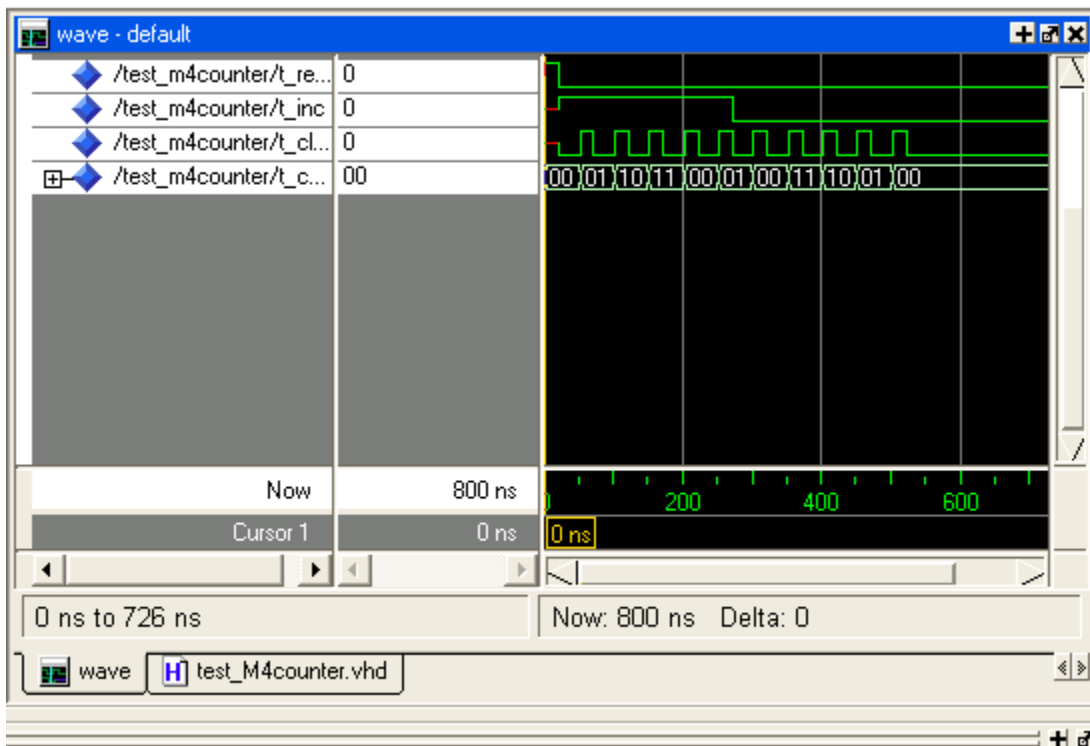 wave - default
/test_m4counter/t_re... 0
/test_m4counter/t_inc 0
/test_m4counter/t_cl... 0
/test_m4counter/t_c... 00 00 01 10 11 00 01 00 11 10 01 00
Now 800 ns 200 400 600
Cursor 1 0 ns 0 ns
0 ns to 726 ns Now: 800 ns Delta: 0
wave H test_M4counter.vhd